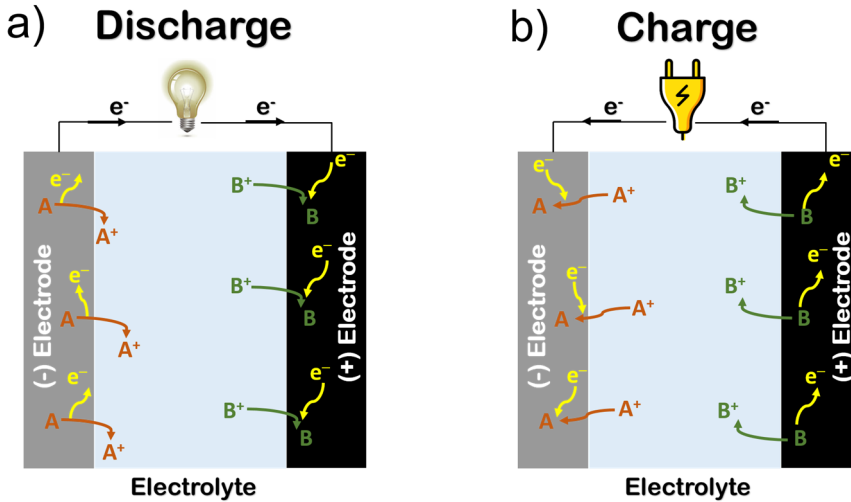 a) Discharge
e⁻ e⁻
e⁻
A
A⁺
e⁻
A
A⁺
e⁻
A
A⁺
(-) Electrode
B⁺
e⁻
B
B⁺
e⁻
B
B⁺
e⁻
B
(+) Electrode
Electrolyte
b) Charge
e⁻ e⁻
e⁻
A
A⁺
e⁻
A
A⁺
e⁻
A
A⁺
(-) Electrode
B⁺
e⁻
B
B⁺
e⁻
B
B⁺
e⁻
B
(+) Electrode
Electrolyte